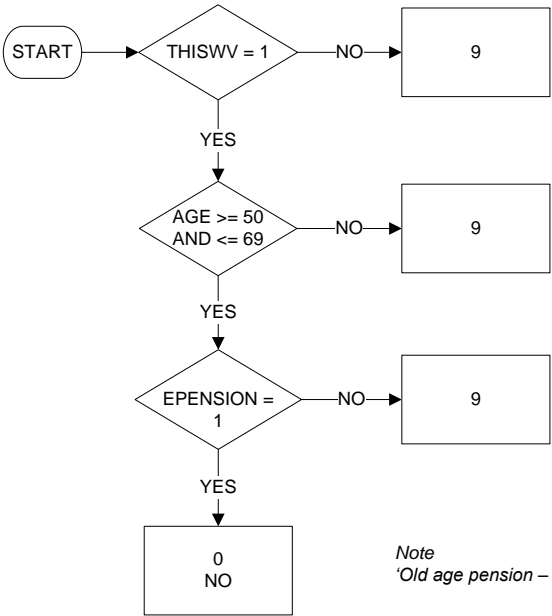 START
THISWV = 1
NO
9
YES
AGE >= 50
AND <= 69
NO
9
YES
EPENSION =
1
NO
9
YES
0
NO
Note
'Old age pension –